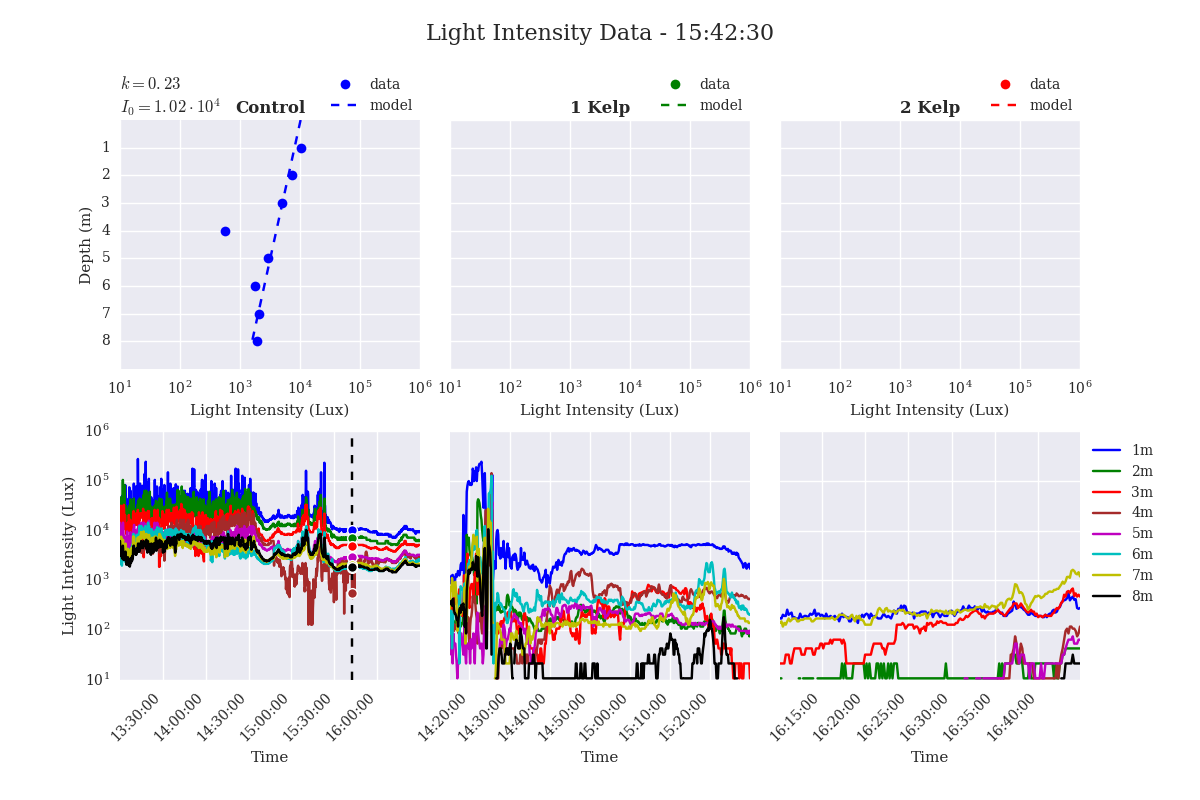 Light Intensity Data - 15:42:30
k = 0.23
I₀ = 1.02 · 10⁴
Control
data
model
1 Kelp
data
model
2 Kelp
data
model
Depth (m)
1
2
3
4
5
6
7
8
10¹ 10² 10³ 10⁴ 10⁵ 10⁶
Light Intensity (Lux)
10¹ 10² 10³ 10⁴ 10⁵ 10⁶
Light Intensity (Lux)
10¹ 10² 10³ 10⁴ 10⁵ 10⁶
Light Intensity (Lux)
Light Intensity (Lux)
10⁶
10⁵
10⁴
10³
10²
10¹
13:30:00 14:00:00 14:30:00 15:00:00 15:30:00 16:00:00
Time
14:20:00 14:30:00 14:40:00 14:50:00 15:00:00 15:10:00 15:20:00
Time
16:15:00 16:20:00 16:25:00 16:30:00 16:35:00 16:40:00
Time
1m
2m
3m
4m
5m
6m
7m
8m